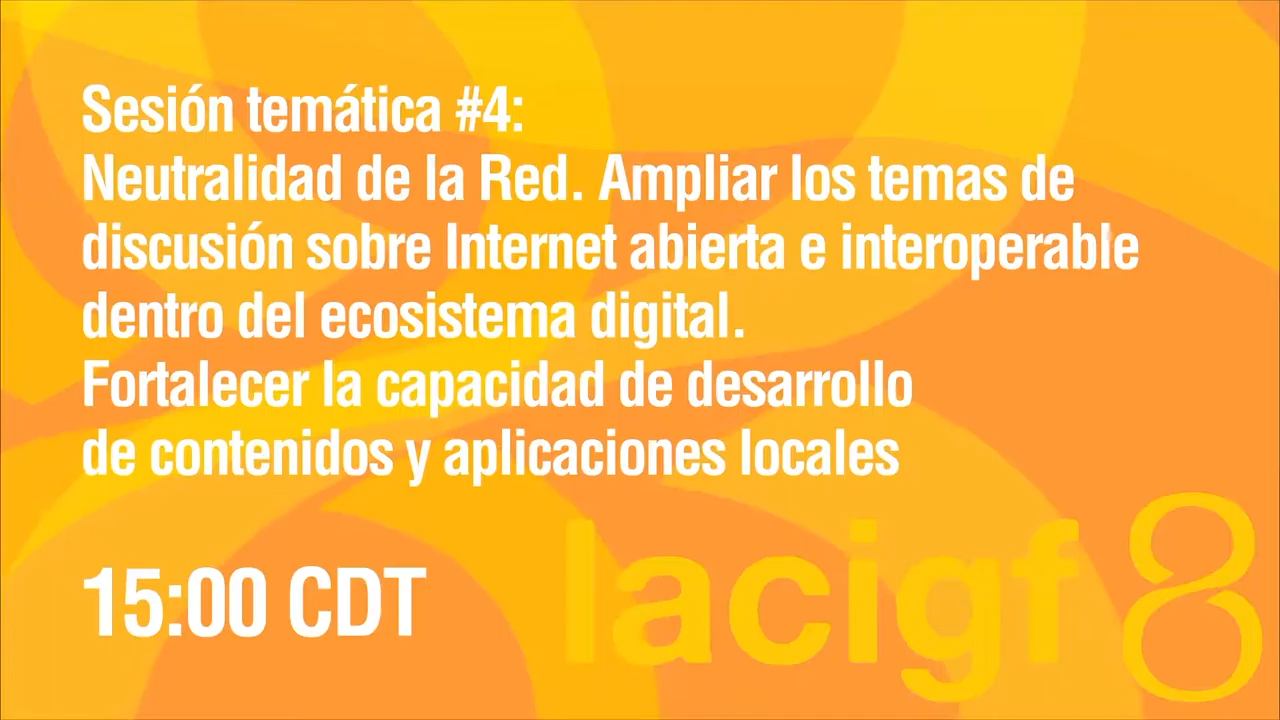 Sesión temática #4:
Neutralidad de la Red. Ampliar los temas de
discusión sobre Internet abierta e interoperable
dentro del ecosistema digital.
Fortalecer la capacidad de desarrollo
de contenidos y aplicaciones locales
15:00 CDT
lacigf 8